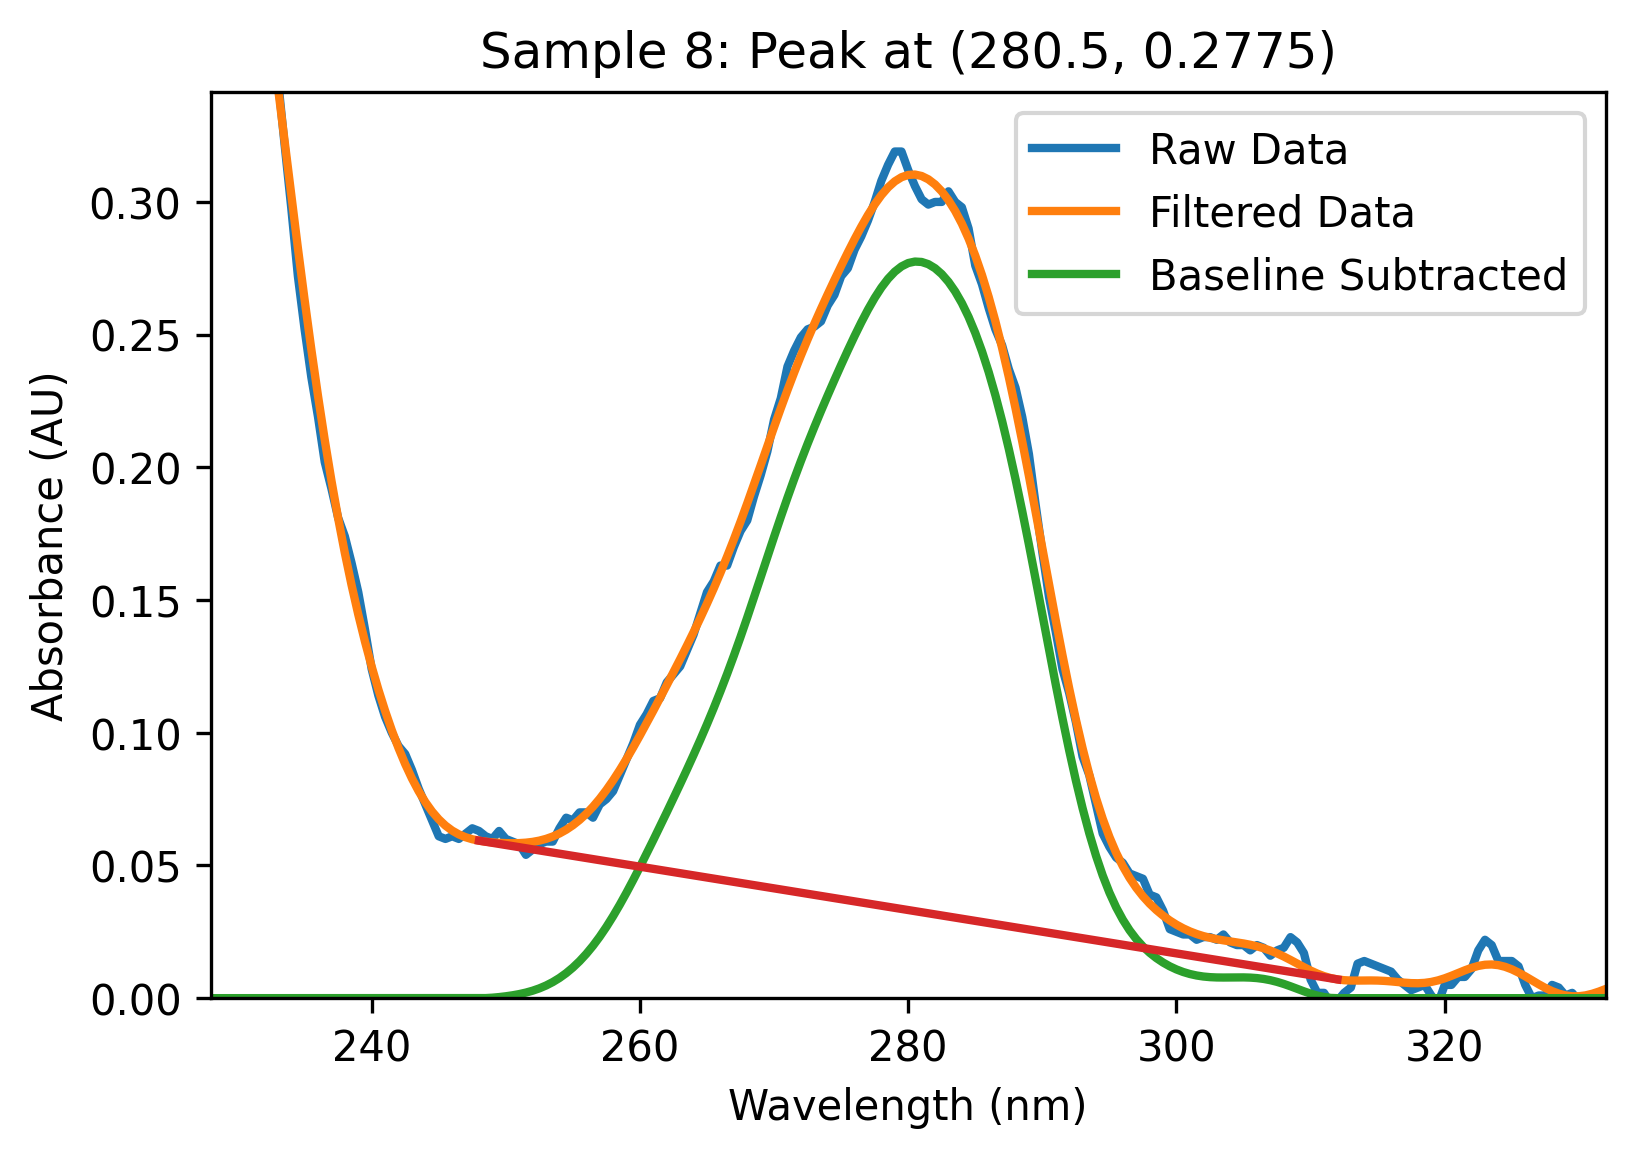 Sample 8: Peak at (280.5, 0.2775)
Raw Data
Filtered Data
Baseline Subtracted
Absorbance (AU)
0.30
0.25
0.20
0.15
0.10
0.05
0.00
240 260 280 300 320
Wavelength (nm)